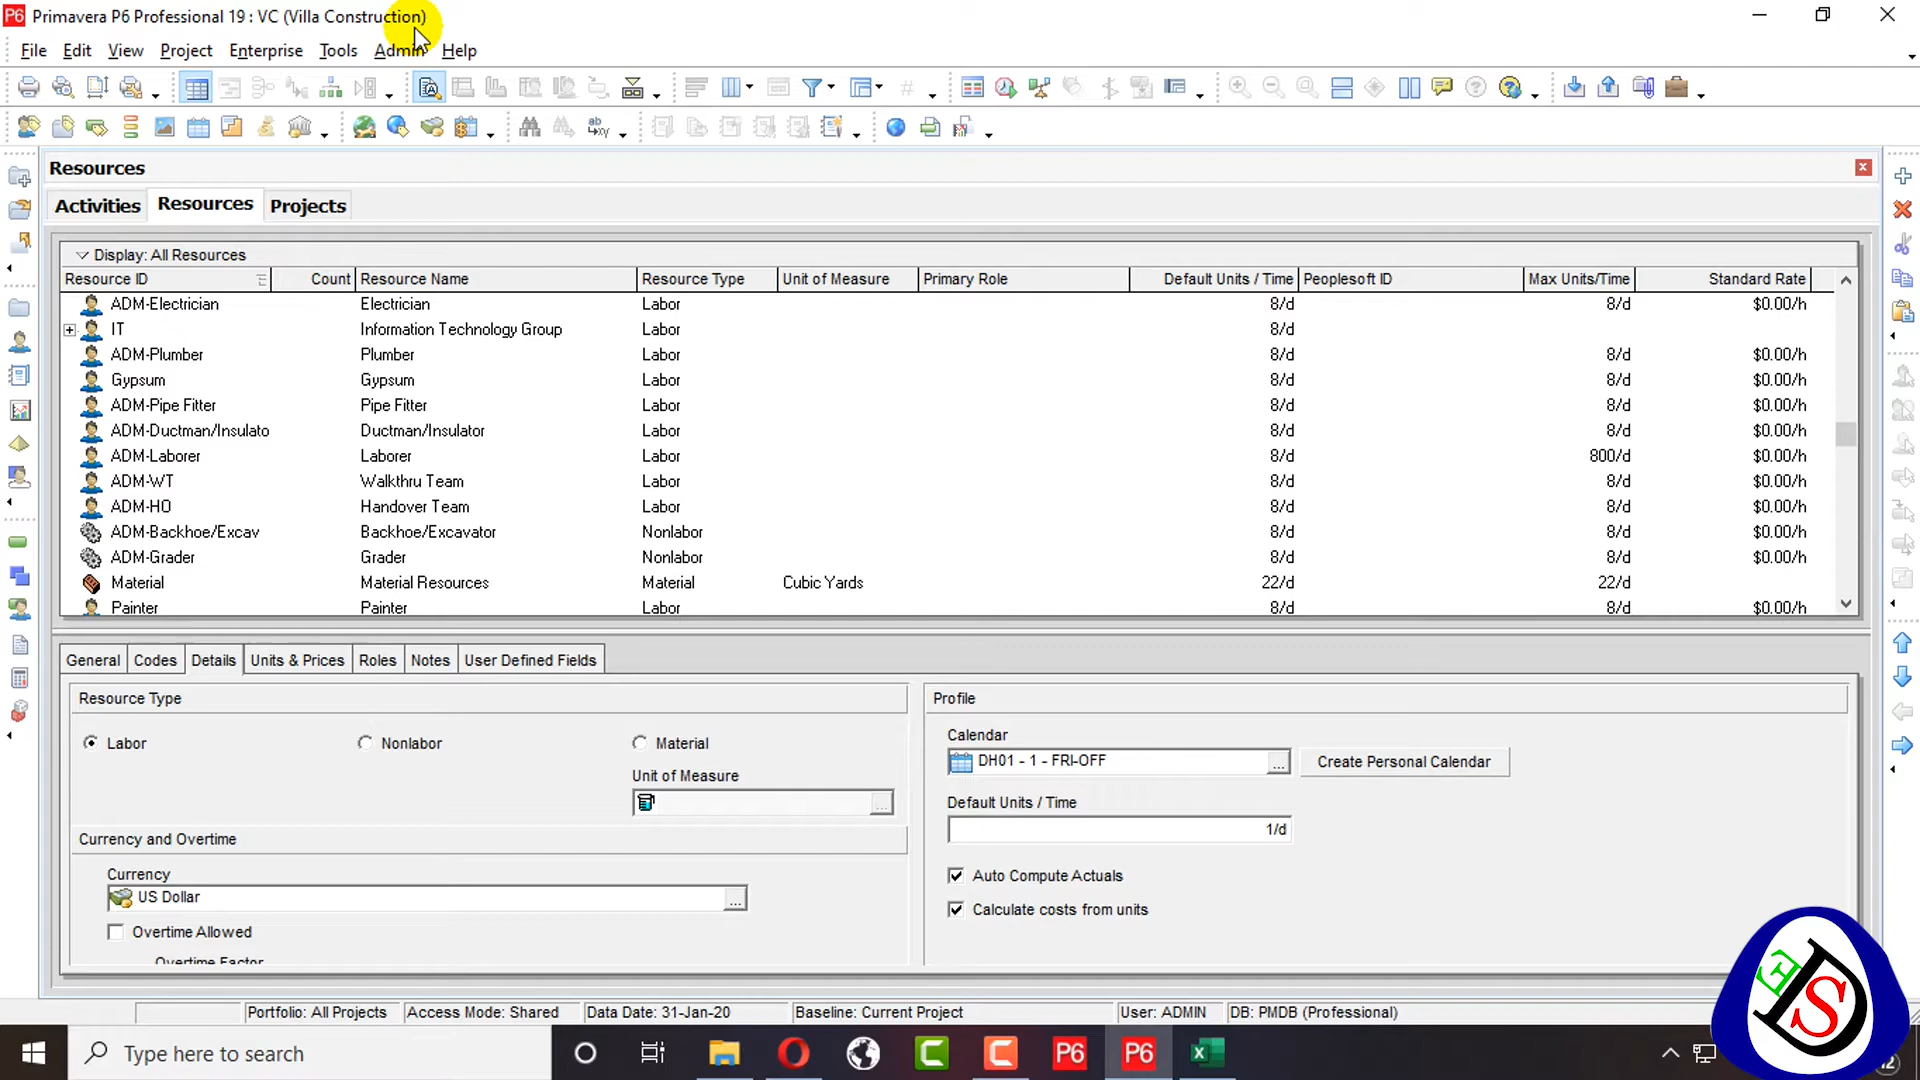 P6 Primavera P6 Professional 19 : VC (Villa Construction)
File Edit View Project Enterprise Tools Admin Help
Resources
Activities Resources Projects
Display: All Resources
Resource ID Count Resource Name Resource Type Unit of Measure Primary Role Default Units / Time Peoplesoft ID Max Units/Time Standard Rate
ADM-Electrician Electrician Labor 8/d 8/d $0.00/h
IT Information Technology Group Labor 8/d
ADM-Plumber Plumber Labor 8/d 8/d $0.00/h
Gypsum Gypsum Labor 8/d 8/d $0.00/h
ADM-Pipe Fitter Pipe Fitter Labor 8/d 8/d $0.00/h
ADM-Ductman/Insulato Ductman/Insulator Labor 8/d 8/d $0.00/h
ADM-Laborer Laborer Labor 8/d 800/d $0.00/h
ADM-WT Walkthru Team Labor 8/d 8/d $0.00/h
ADM-HO Handover Team Labor 8/d 8/d $0.00/h
ADM-Backhoe/Excav Backhoe/Excavator Nonlabor 8/d 8/d $0.00/h
ADM-Grader Grader Nonlabor 8/d 8/d $0.00/h
Material Material Resources Material Cubic Yards 22/d 22/d
Painter Painter Labor 8/d 8/d $0.00/h
General Codes Details Units & Prices Roles Notes User Defined Fields
Resource Type Profile
Labor Nonlabor Material
Calendar
DH01 - 1 - FRI-OFF ... Create Personal Calendar
Unit of Measure
Default Units / Time
1/d
Currency and Overtime
Currency
US Dollar ...
Auto Compute Actuals
Calculate costs from units
Overtime Allowed
Overtime Factor
Portfolio: All Projects Access Mode: Shared Data Date: 31-Jan-20 Baseline: Current Project User: ADMIN DB: PMDB (Professional)
Type here to search
P6 P6
E D S